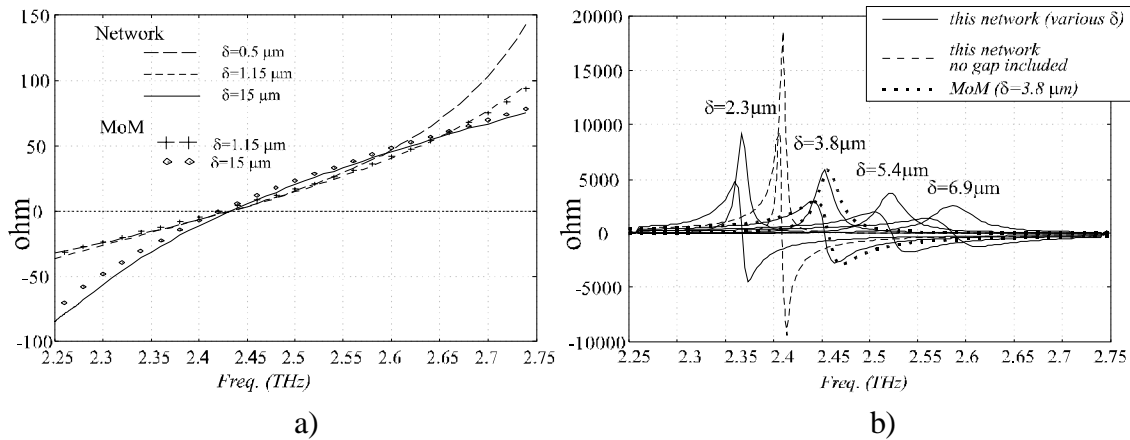 150
100
50
0
-50
-100
ohm
Network
δ=0.5 μm
δ=1.15 μm
δ=15 μm
MoM
δ=1.15 μm
δ=15 μm
2.25 2.3 2.35 2.4 2.45 2.5 2.55 2.6 2.65 2.7 2.75
Freq. (THz)
a)
20000
15000
10000
5000
0
-5000
-10000
ohm
this network (various δ)
this network
no gap included
MoM (δ=3.8 μm)
δ=2.3μm
δ=3.8μm
δ=5.4μm
δ=6.9μm
2.25 2.3 2.35 2.4 2.45 2.5 2.55 2.6 2.65 2.7 2.75
Freq. (THz)
b)